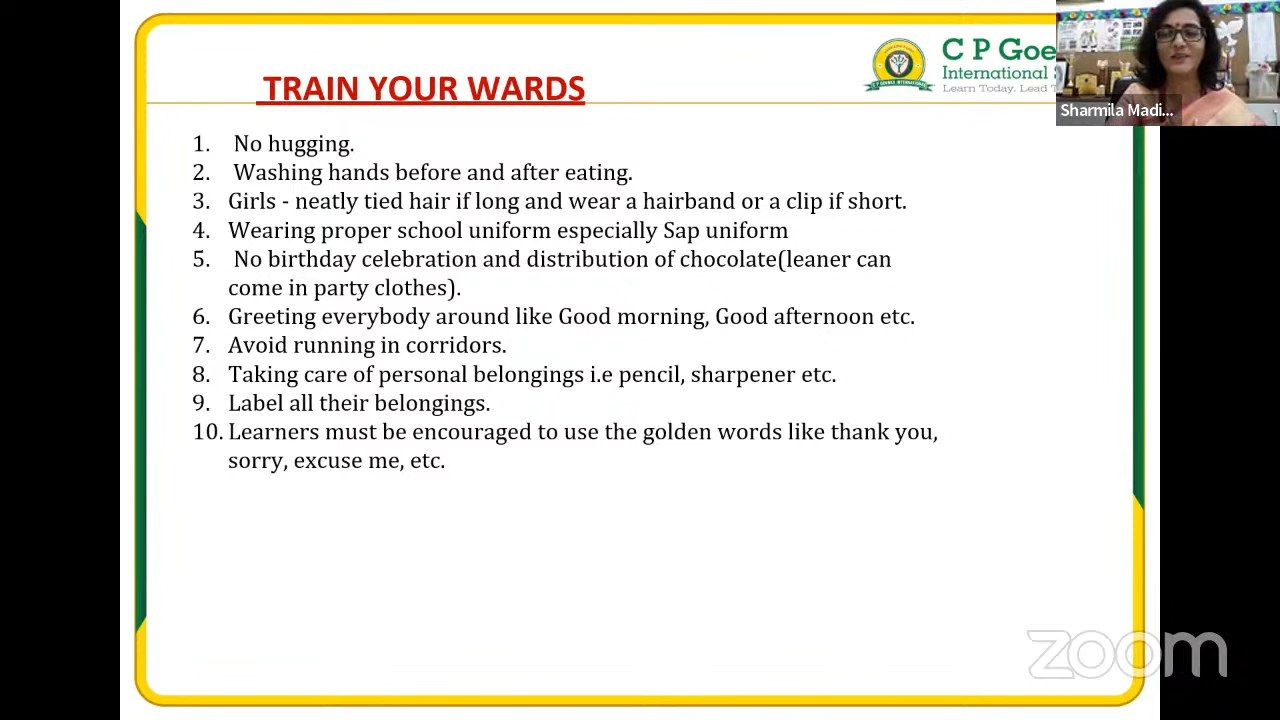 TRAIN YOUR WARDS
C P Goe
International
Learn Today. Lead T
Sharmila Madi...
1. No hugging.
2. Washing hands before and after eating.
3. Girls - neatly tied hair if long and wear a hairband or a clip if short.
4. Wearing proper school uniform especially Sap uniform
5. No birthday celebration and distribution of chocolate(leaner can
come in party clothes).
6. Greeting everybody around like Good morning, Good afternoon etc.
7. Avoid running in corridors.
8. Taking care of personal belongings i.e pencil, sharpener etc.
9. Label all their belongings.
10. Learners must be encouraged to use the golden words like thank you,
sorry, excuse me, etc.
zoom